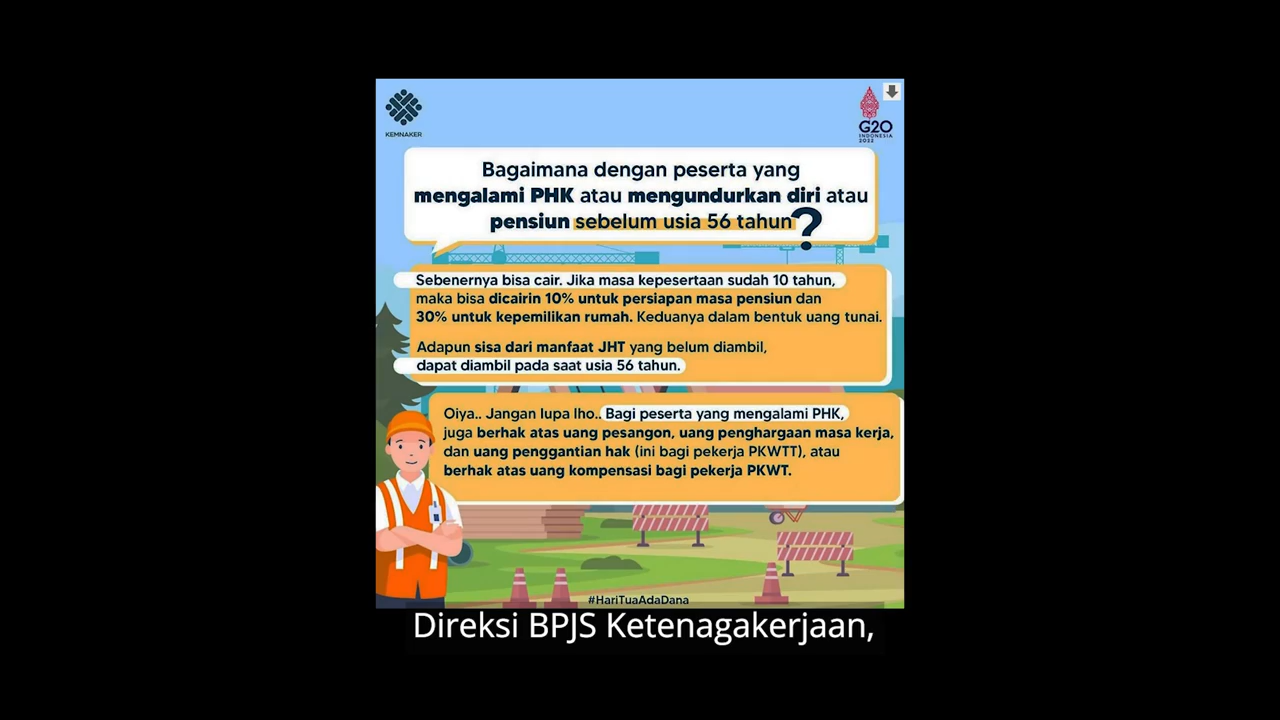 KEMNAKER
G20
INDONESIA
2022
Bagaimana dengan peserta yang
mengalami PHK atau mengundurkan diri atau
pensiun sebelum usia 56 tahun?
Sebenernya bisa cair. Jika masa kepesertaan sudah 10 tahun,
maka bisa dicairin 10% untuk persiapan masa pensiun dan
30% untuk kepemilikan rumah. Keduanya dalam bentuk uang tunai.
Adapun sisa dari manfaat JHT yang belum diambil,
dapat diambil pada saat usia 56 tahun.
Oiya.. Jangan lupa lho.. Bagi peserta yang mengalami PHK,
juga berhak atas uang pesangon, uang penghargaan masa kerja,
dan uang penggantian hak (ini bagi pekerja PKWTT), atau
berhak atas uang kompensasi bagi pekerja PKWT.
#HariTuaAdaDana
Direksi BPJS Ketenagakerjaan,